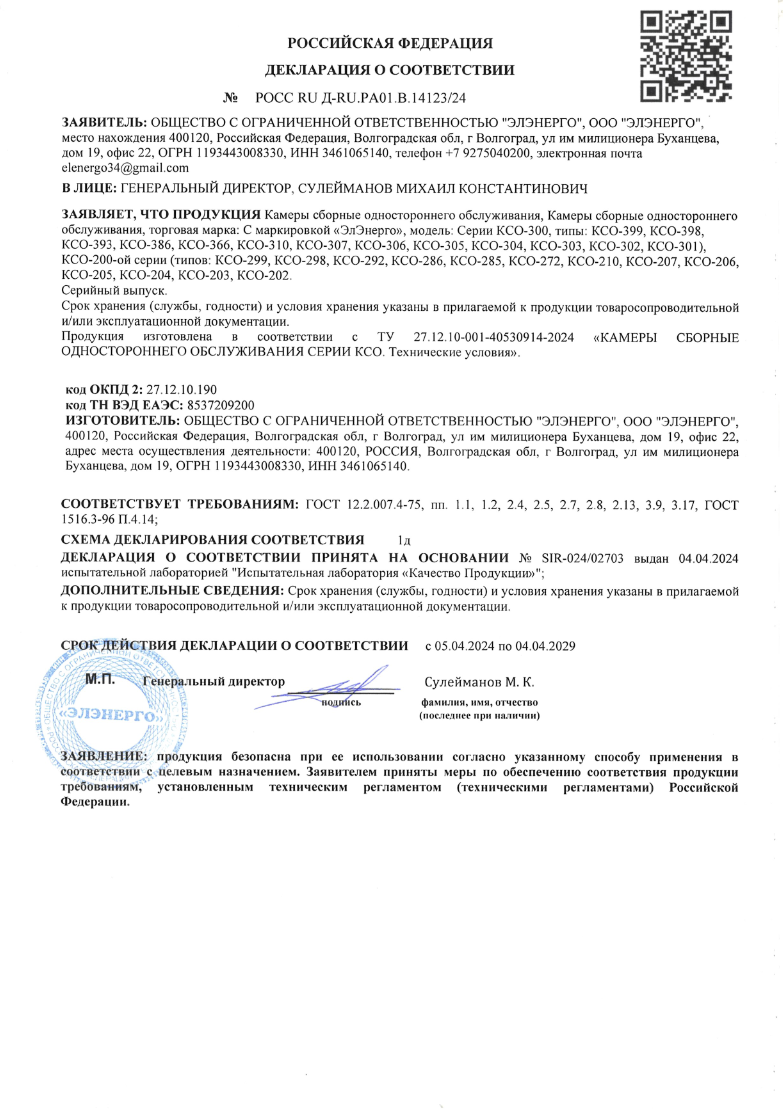 РОССИЙСКАЯ ФЕДЕРАЦИЯ
ДЕКЛАРАЦИЯ О СООТВЕТСТВИИ
№ РОСС RU Д-RU.РА01.В.14123/24
ЗАЯВИТЕЛЬ: ОБЩЕСТВО С ОГРАНИЧЕННОЙ ОТВЕТСТВЕННОСТЬЮ "ЭЛЭНЕРГО", ООО "ЭЛЭНЕРГО",
место нахождения 400120, Российская Федерация, Волгоградская обл, г Волгоград, ул им милиционера Буханцева,
дом 19, офис 22, ОГРН 1193443008330, ИНН 3461065140, телефон +7 9275040200, электронная почта
elenergo34@gmail.com
В ЛИЦЕ: ГЕНЕРАЛЬНЫЙ ДИРЕКТОР, СУЛЕЙМАНОВ МИХАИЛ КОНСТАНТИНОВИЧ
ЗАЯВЛЯЕТ, ЧТО ПРОДУКЦИЯ Камеры сборные одностороннего обслуживания, Камеры сборные одностороннего
обслуживания, торговая марка: С маркировкой «ЭлЭнерго», модель: Серии КСО-300, типы: КСО-399, КСО-398,
КСО-393, КСО-386, КСО-366, КСО-310, КСО-307, КСО-306, КСО-305, КСО-304, КСО-303, КСО-302, КСО-301),
КСО-200-ой серии (типов: КСО-299, КСО-298, КСО-292, КСО-286, КСО-285, КСО-272, КСО-210, КСО-207, КСО-206,
КСО-205, КСО-204, КСО-203, КСО-202.
Серийный выпуск.
Срок хранения (службы, годности) и условия хранения указаны в прилагаемой к продукции товаросопроводительной
и/или эксплуатационной документации.
Продукция изготовлена в соответствии с ТУ 27.12.10-001-40530914-2024 «КАМЕРЫ СБОРНЫЕ
ОДНОСТОРОННЕГО ОБСЛУЖИВАНИЯ СЕРИИ КСО. Технические условия».
код ОКПД 2: 27.12.10.190
код ТН ВЭД ЕАЭС: 8537209200
ИЗГОТОВИТЕЛЬ: ОБЩЕСТВО С ОГРАНИЧЕННОЙ ОТВЕТСТВЕННОСТЬЮ "ЭЛЭНЕРГО", ООО "ЭЛЭНЕРГО",
400120, Российская Федерация, Волгоградская обл, г Волгоград, ул им милиционера Буханцева, дом 19, офис 22,
адрес места осуществления деятельности: 400120, РОССИЯ, Волгоградская обл, г Волгоград, ул им милиционера
Буханцева, дом 19, ОГРН 1193443008330, ИНН 3461065140.
СООТВЕТСТВУЕТ ТРЕБОВАНИЯМ: ГОСТ 12.2.007.4-75, пп. 1.1, 1.2, 2.4, 2.5, 2.7, 2.8, 2.13, 3.9, 3.17, ГОСТ
1516.3-96 П.4.14;
СХЕМА ДЕКЛАРИРОВАНИЯ СООТВЕТСТВИЯ 1д
ДЕКЛАРАЦИЯ О СООТВЕТСТВИИ ПРИНЯТА НА ОСНОВАНИИ № SIR-024/02703 выдан 04.04.2024
испытательной лабораторией "Испытательная лаборатория «Качество Продукции»";
ДОПОЛНИТЕЛЬНЫЕ СВЕДЕНИЯ: Срок хранения (службы, годности) и условия хранения указаны в прилагаемой
к продукции товаросопроводительной и/или эксплуатационной документации.
СРОК ДЕЙСТВИЯ ДЕКЛАРАЦИИ О СООТВЕТСТВИИ с 05.04.2024 по 04.04.2029
М.П. Генеральный директор Сулейманов М. К.
подпись фамилия, имя, отчество
(последнее при наличии)
«ЭЛЭНЕРГО»
ЗАЯВЛЕНИЕ: продукция безопасна при ее использовании согласно указанному способу применения в
соответствии с целевым назначением. Заявителем приняты меры по обеспечению соответствия продукции
требованиям, установленным техническим регламентом (техническими регламентами) Российской
Федерации.